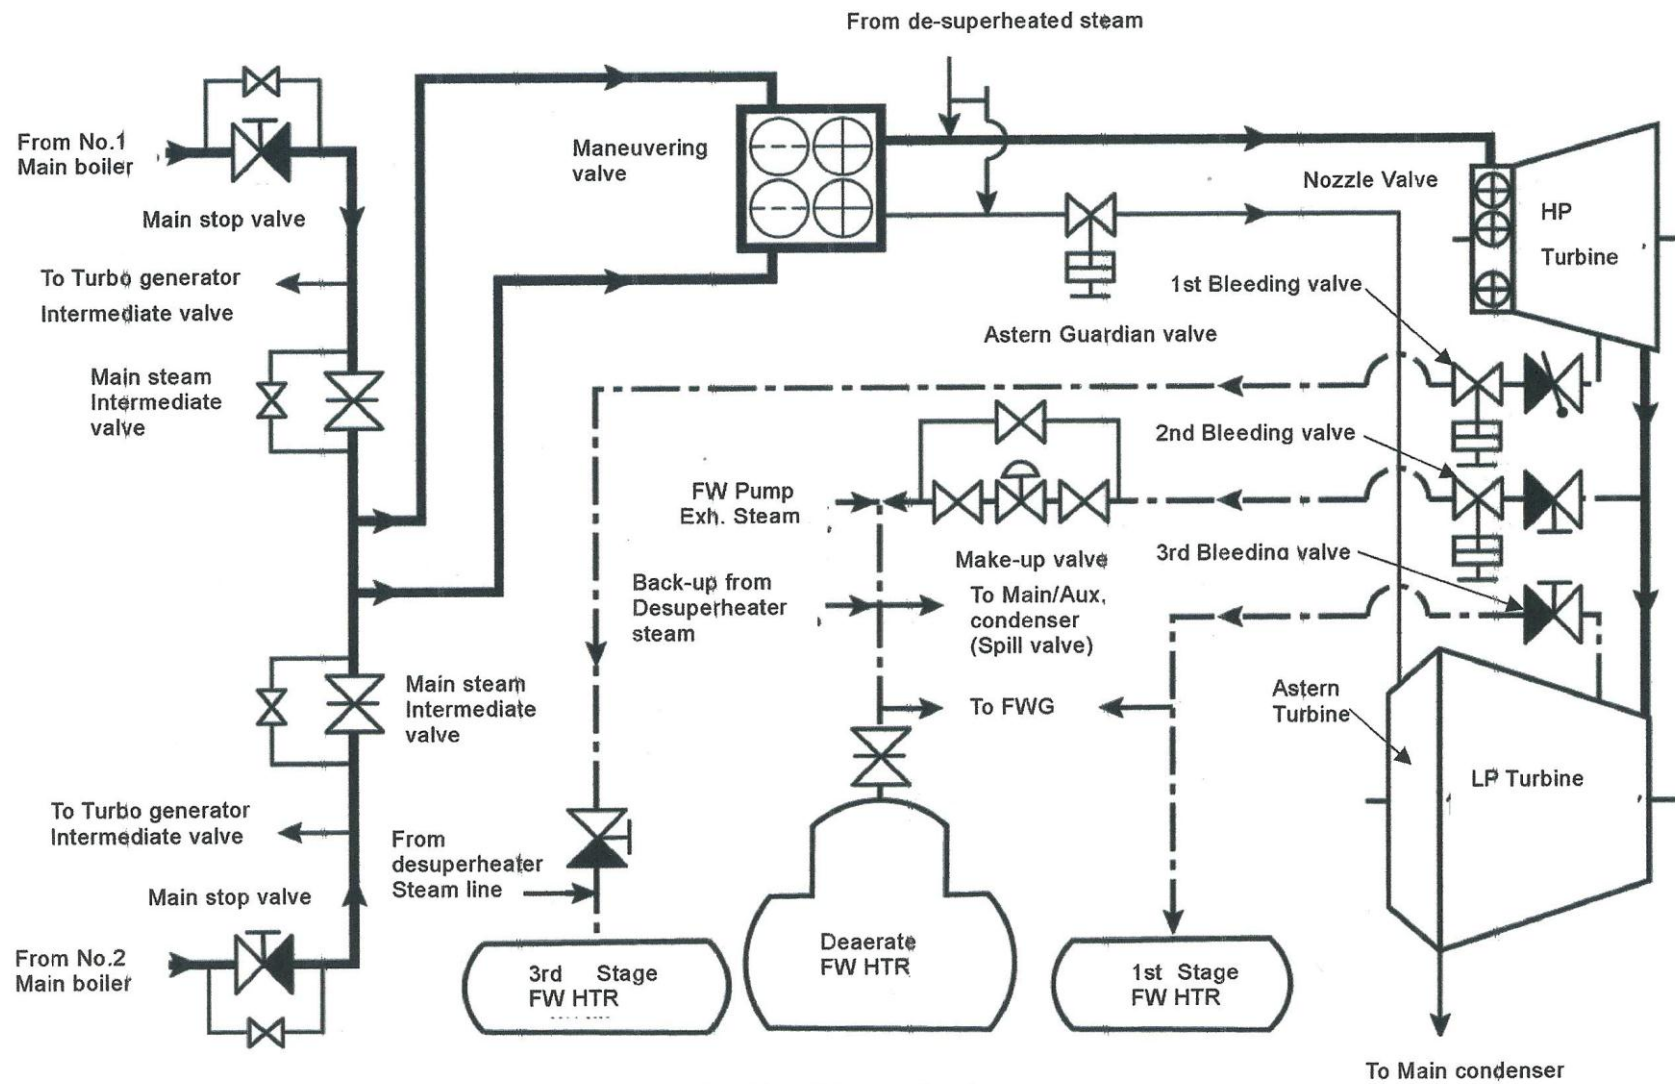 From de-superheated steam
From No.1
Main boiler
Maneuvering
valve
Nozzle Valve
Main stop valve
HP
Turbine
To Turbo generator
Intermediate valve
1st Bleeding valve
Astern Guardian valve
Main steam
Intermediate
valve
2nd Bleeding valve
FW Pump
Exh. Steam
Make-up valve
3rd Bleeding valve
Back-up from
Desuperheater
steam
To Main/Aux,
condenser
(Spill valve)
Main steam
Intermediate
valve
To FWG
Astern
Turbine
LP Turbine
To Turbo generator
Intermediate valve
From
desuperheater
Steam line
Main stop valve
From No.2
Main boiler
3rd Stage
FW HTR
Deaerate
FW HTR
1st Stage
FW HTR
To Main condenser